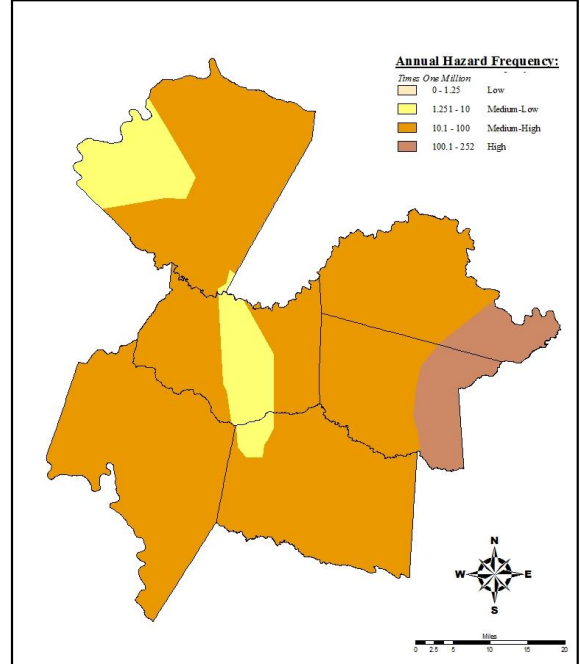 Annual Hazard Frequency:
Times One Million
0 - 1.25 Low
1.251 - 10 Medium-Low
10.1 - 100 Medium-High
100.1 - 252 High
N
W E
S
Miles
0 2.5 5 10 15 20